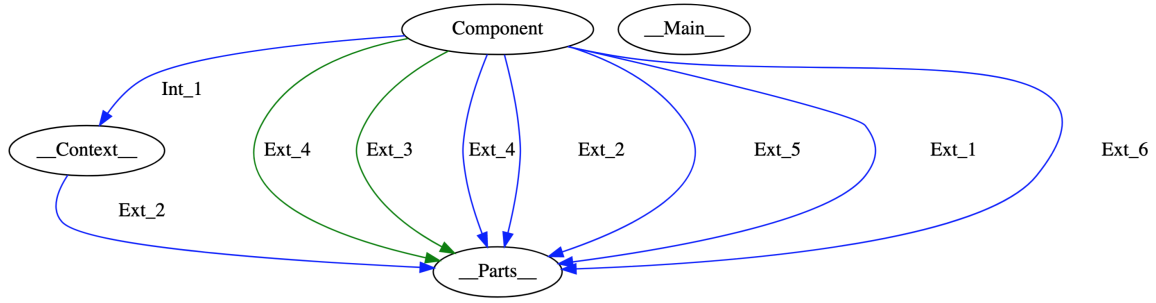 Component
__Main__
Int_1
__Context__
Ext_4
Ext_3
Ext_4
Ext_2
Ext_5
Ext_1
Ext_6
Ext_2
__Parts__